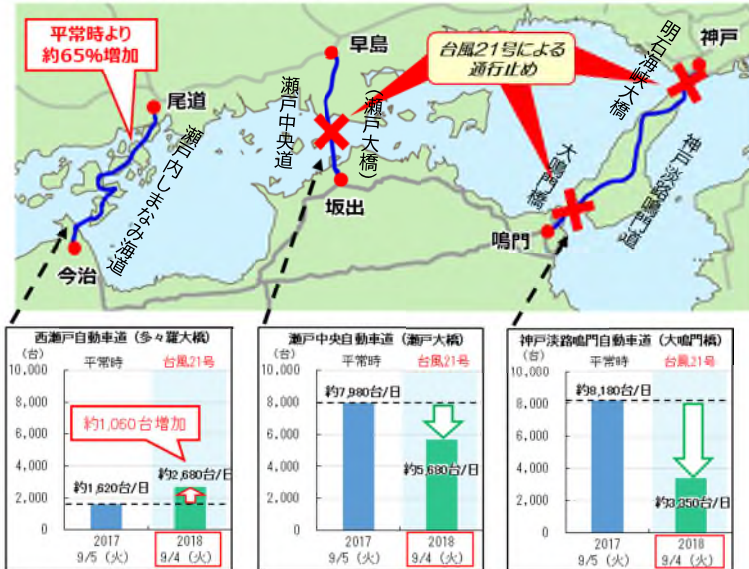 平常時より
約65%増加
尾道
瀬戸内しまなみ海道
今治
早島
瀬戸中央道
(瀬戸大橋)
坂出
台風21号による
通行止め
明石海峡大橋
神戸
大鳴門橋
神戸淡路鳴門道
鳴門
西瀬戸自動車道 (多々羅大橋)
(台)
平常時
台風21号
10,000
8,000
6,000
4,000
2,000
0
約1,060台増加
約1,620台/日
約2,680台/日
2017
9/5 (火)
2018
9/4 (火)
瀬戸中央自動車道 (瀬戸大橋)
(台)
平常時
台風21号
10,000
8,000
6,000
4,000
2,000
0
約7,980台/日
約5,680台/日
2017
9/5 (火)
2018
9/4 (火)
神戸淡路鳴門自動車道 (大鳴門橋)
(台)
平常時
台風21号
10,000
8,000
6,000
4,000
2,000
0
約8,180台/日
約3,350台/日
2017
9/5 (火)
2018
9/4 (火)